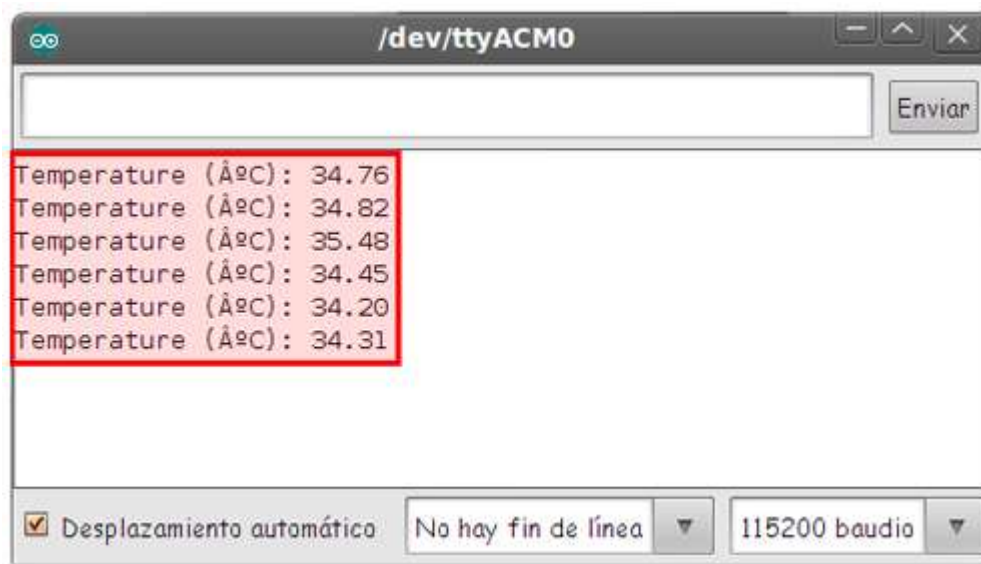 /dev/ttyACM0
Enviar
Temperature (ÂºC): 34.76
Temperature (ÂºC): 34.82
Temperature (ÂºC): 35.48
Temperature (ÂºC): 34.45
Temperature (ÂºC): 34.20
Temperature (ÂºC): 34.31
Desplazamiento automático No hay fin de línea 115200 baudio